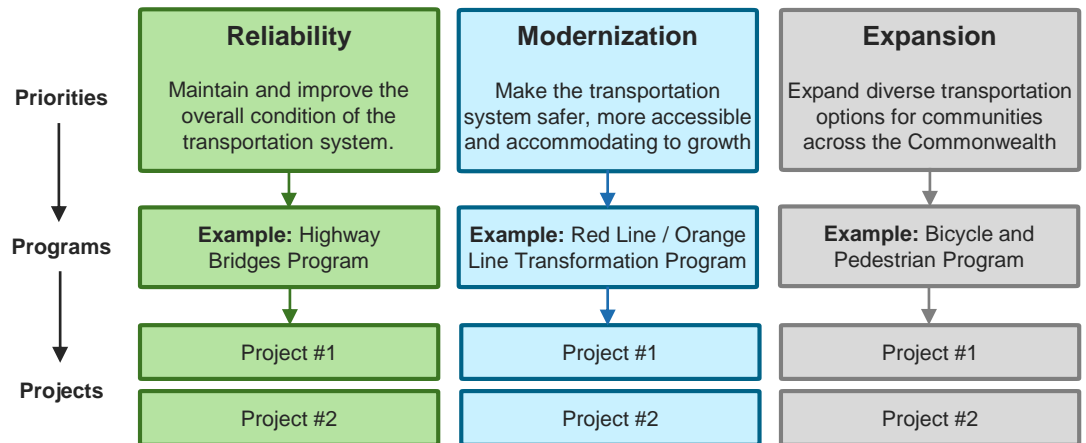 Priorities
Programs
Projects
Reliability
Maintain and improve the
overall condition of the
transportation system.
Example: Highway
Bridges Program
Project #1
Project #2
Modernization
Make the transportation
system safer, more accessible
and accommodating to growth
Example: Red Line / Orange
Line Transformation Program
Project #1
Project #2
Expansion
Expand diverse transportation
options for communities
across the Commonwealth
Example: Bicycle and
Pedestrian Program
Project #1
Project #2